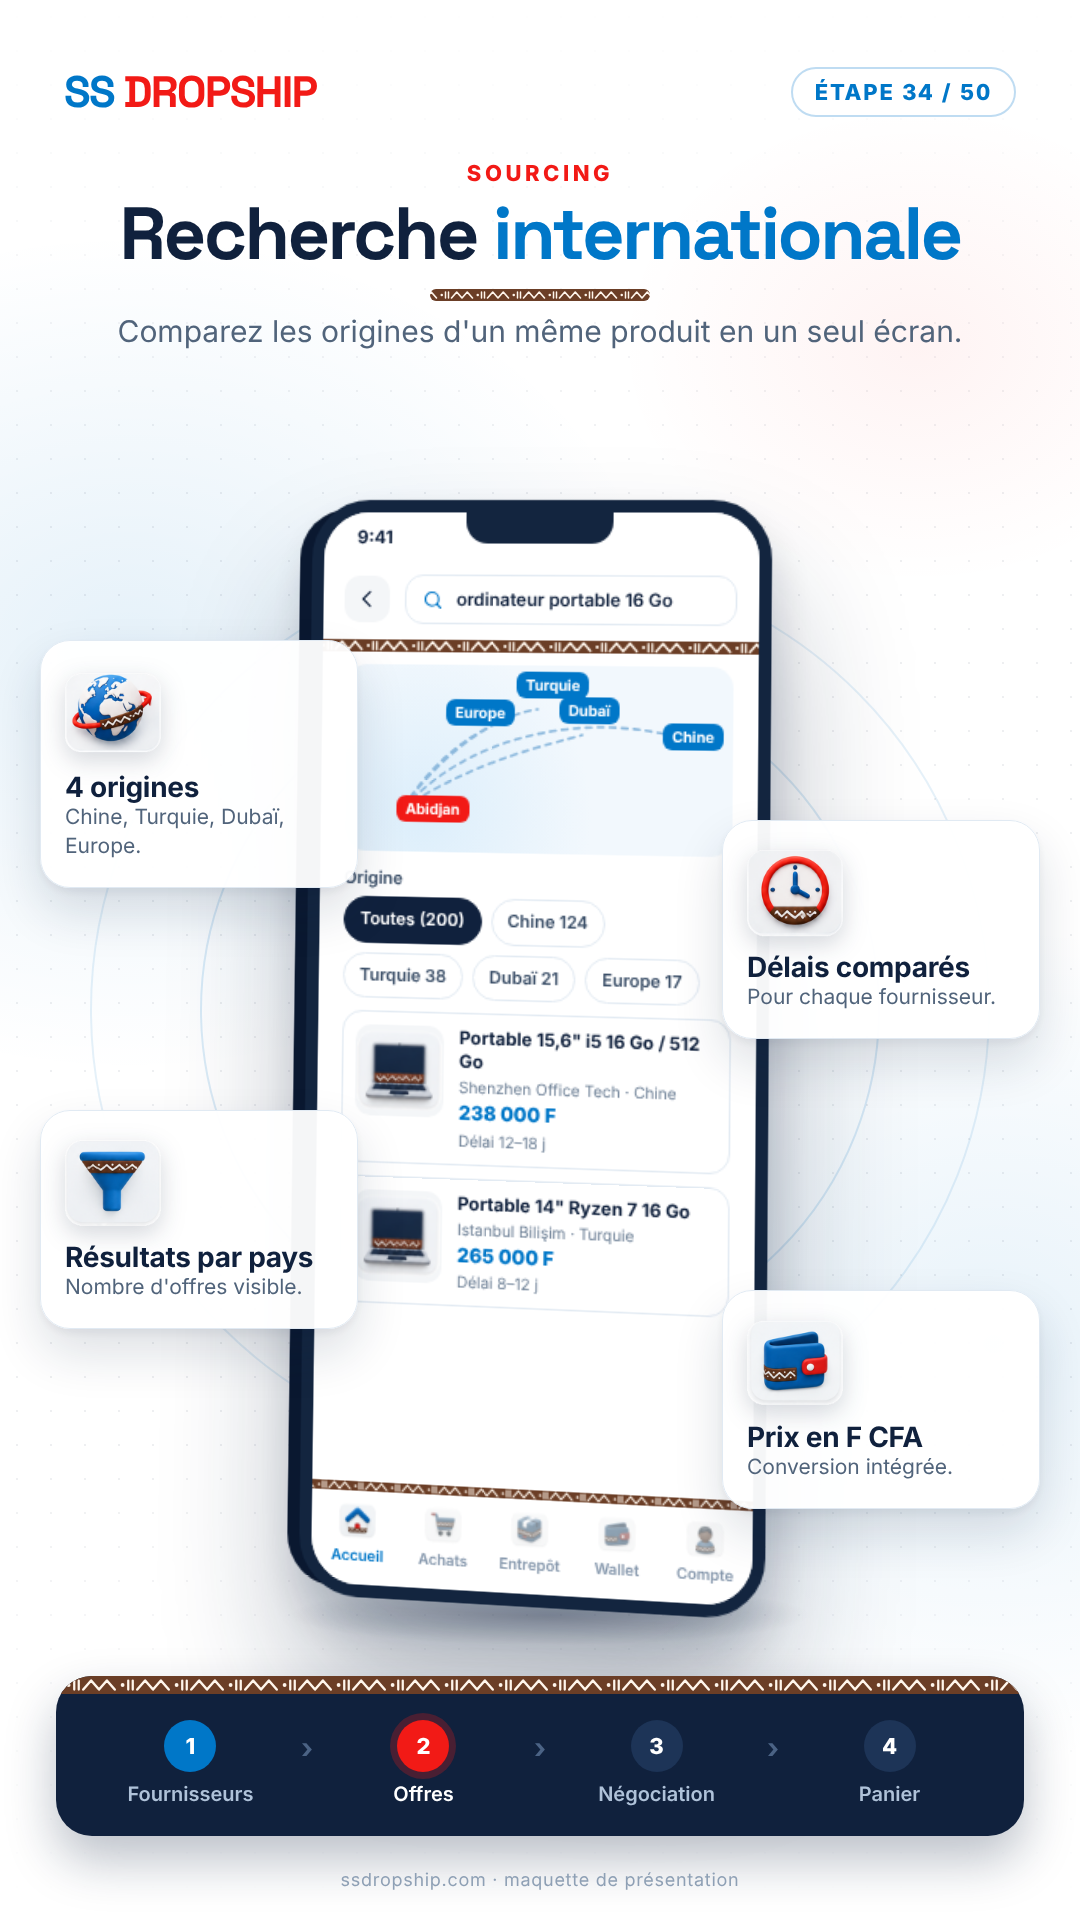 SS DROPSHIP
ÉTAPE 34 / 50
SOURCING
Recherche internationale
Comparez les origines d'un même produit en un seul écran.
9:41
ordinateur portable 16 Go
Turquie
Europe
Dubaï
Chine
Abidjan
4 origines
Chine, Turquie, Dubaï,
Europe.
Origine
Toutes (200)
Chine 124
Turquie 38
Dubaï 21
Europe 17
Délais comparés
Pour chaque fournisseur.
Portable 15,6" i5 16 Go / 512
Go
Shenzhen Office Tech · Chine
238 000 F
Délai 12–18 j
Résultats par pays
Nombre d'offres visible.
Portable 14" Ryzen 7 16 Go
Istanbul Bilişim · Turquie
265 000 F
Délai 8–12 j
Prix en F CFA
Conversion intégrée.
Accueil
Achats
Entrepôt
Wallet
Compte
1
2
3
4
Fournisseurs
Offres
Négociation
Panier
ssdropship.com · maquette de présentation